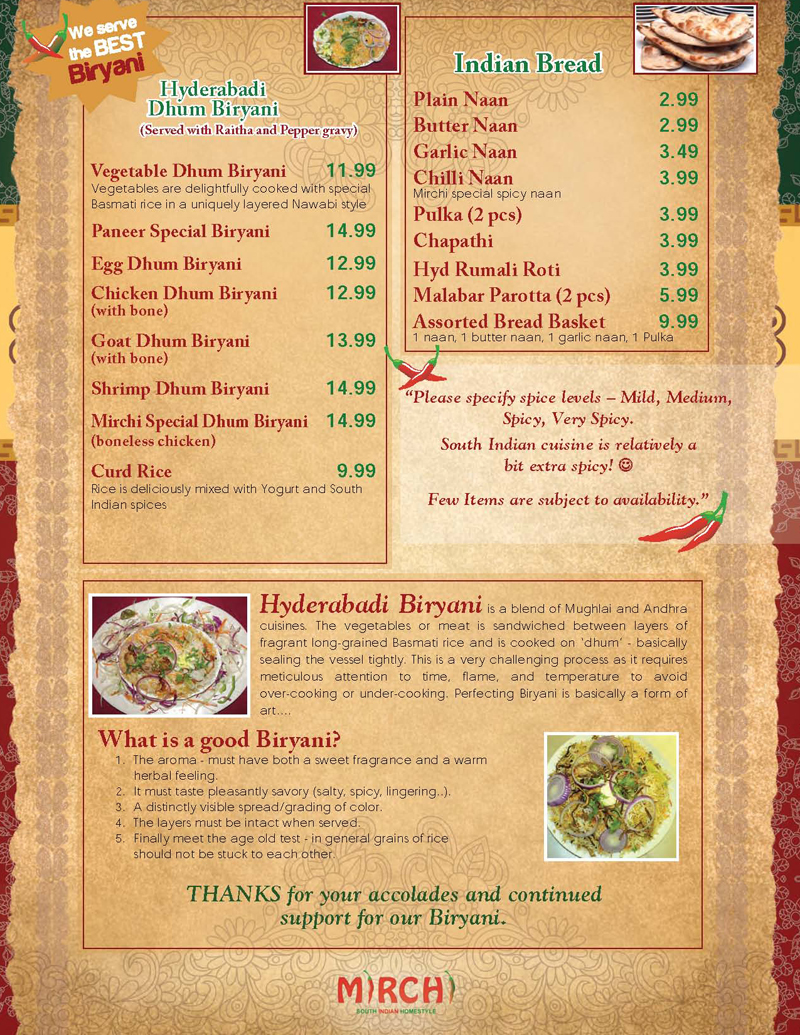 We serve
the BEST
Biryani
Hyderabadi
Dhum Biryani
(Served with Raitha and Pepper gravy)
Vegetable Dhum Biryani 11.99
Vegetables are delightfully cooked with special
Basmati rice in a uniquely layered Nawabi style
Paneer Special Biryani 14.99
Egg Dhum Biryani 12.99
Chicken Dhum Biryani 12.99
(with bone)
Goat Dhum Biryani 13.99
(with bone)
Shrimp Dhum Biryani 14.99
Mirchi Special Dhum Biryani 14.99
(boneless chicken)
Curd Rice 9.99
Rice is deliciously mixed with Yogurt and South
Indian spices
Indian Bread
Plain Naan 2.99
Butter Naan 2.99
Garlic Naan 3.49
Chilli Naan 3.99
Mirchi special spicy naan
Pulka (2 pcs) 3.99
Chapathi 3.99
Hyd Rumali Roti 3.99
Malabar Parotta (2 pcs) 5.99
Assorted Bread Basket 9.99
1 naan, 1 butter naan, 1 garlic naan, 1 Pulka
“Please specify spice levels – Mild, Medium,
Spicy, Very Spicy.
South Indian cuisine is relatively a
bit extra spicy! ☺
Few Items are subject to availability.”
Hyderabadi Biryani is a blend of Mughlai and Andhra
cuisines. The vegetables or meat is sandwiched between layers of
fragrant long-grained Basmati rice and is cooked on ‘dhum’ - basically
sealing the vessel tightly. This is a very challenging process as it requires
meticulous attention to time, flame, and temperature to avoid
over-cooking or under-cooking. Perfecting Biryani is basically a form of
art....
What is a good Biryani?
1. The aroma - must have both a sweet fragrance and a warm
herbal feeling.
2. It must taste pleasantly savory (salty, spicy, lingering..).
3. A distinctly visible spread/grading of color.
4. The layers must be intact when served.
5. Finally meet the age old test - in general grains of rice
should not be stuck to each other.
THANKS for your accolades and continued
support for our Biryani.
MIRCHI
SOUTH INDIAN HOMESTYLE